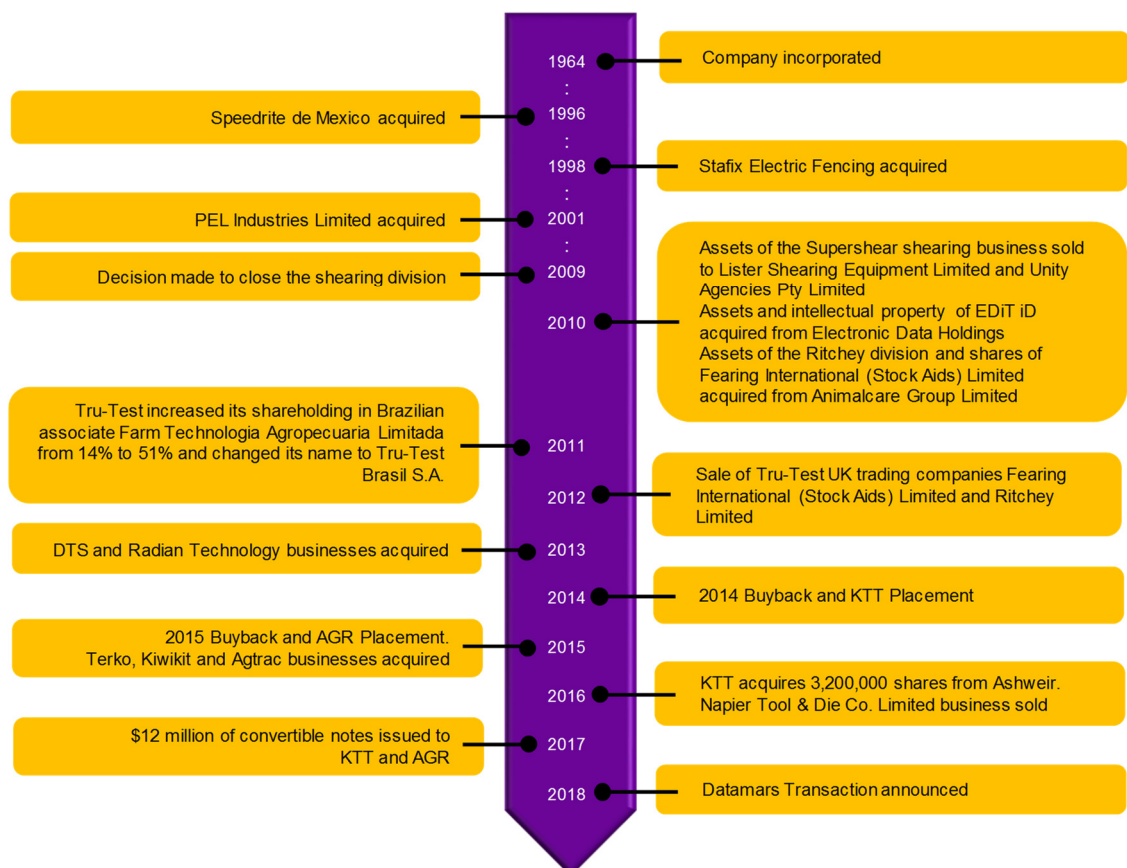 1964
Company incorporated
:
Speedrite de Mexico acquired
1996
:
1998
Stafix Electric Fencing acquired
:
PEL Industries Limited acquired
2001
:
Decision made to close the shearing division
2009
2010
Assets of the Supershear shearing business sold
to Lister Shearing Equipment Limited and Unity
Agencies Pty Limited
Assets and intellectual property of EDiT iD
acquired from Electronic Data Holdings
Assets of the Ritchey division and shares of
Fearing International (Stock Aids) Limited
acquired from Animalcare Group Limited
Tru-Test increased its shareholding in Brazilian
associate Farm Technologia Agropecuaria Limitada
from 14% to 51% and changed its name to Tru-Test
Brasil S.A.
2011
2012
Sale of Tru-Test UK trading companies Fearing
International (Stock Aids) Limited and Ritchey
Limited
DTS and Radian Technology businesses acquired
2013
2014
2014 Buyback and KTT Placement
2015 Buyback and AGR Placement.
Terko, Kiwikit and Agtrac businesses acquired
2015
2016
KTT acquires 3,200,000 shares from Ashweir.
Napier Tool & Die Co. Limited business sold
$12 million of convertible notes issued to
KTT and AGR
2017
2018
Datamars Transaction announced